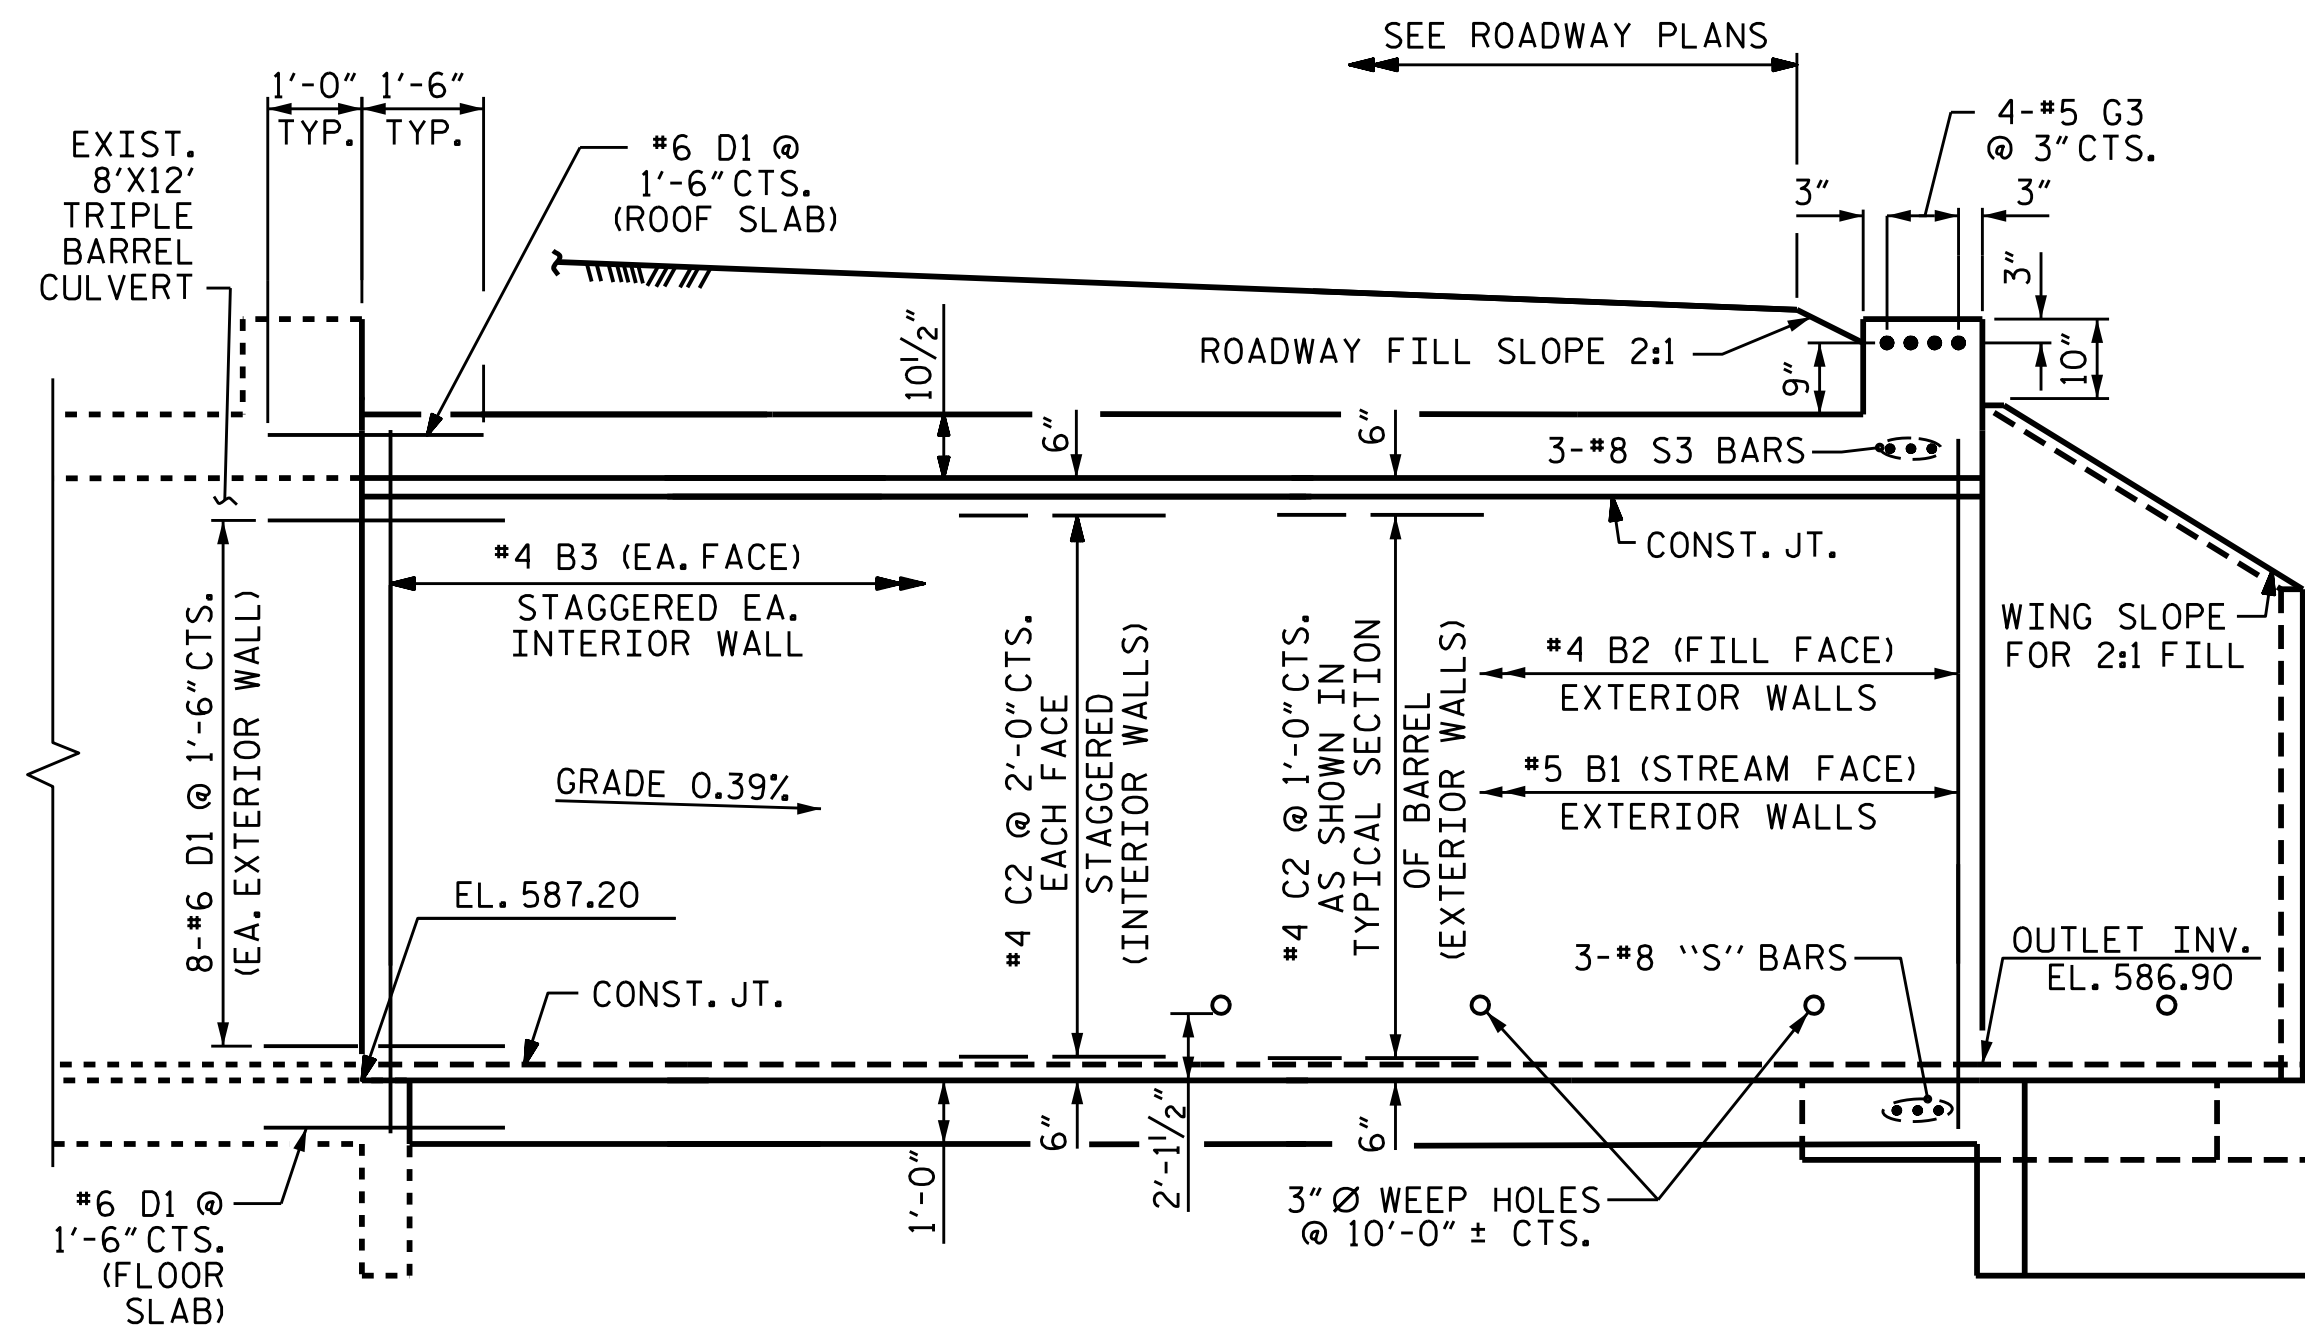 SEE ROADWAY PLANS
1'-0" 1'-6"
TYP. TYP.
EXIST.
8'X12'
TRIPLE
BARREL
CULVERT
#6 D1 @
1'-6" CTS.
(ROOF SLAB)
4-#5 G3
@ 3" CTS.
3"
3"
3"
10"
9"
ROADWAY FILL SLOPE 2:1
10 1/2"
6"
6"
3-#8 S3 BARS
CONST. JT.
#4 B3 (EA. FACE)
STAGGERED EA.
INTERIOR WALL
8-#6 D1 @ 1'-6" CTS.
(EA. EXTERIOR WALL)
#4 C2 @ 2'-0" CTS.
EACH FACE
STAGGERED
(INTERIOR WALLS)
#4 C2 @ 1'-0" CTS.
AS SHOWN IN
TYPICAL SECTION
OF BARREL
(EXTERIOR WALLS)
#4 B2 (FILL FACE)
EXTERIOR WALLS
#5 B1 (STREAM FACE)
EXTERIOR WALLS
WING SLOPE
FOR 2:1 FILL
GRADE 0.39%
EL. 587.20
CONST. JT.
3-#8 "S" BARS
OUTLET INV.
EL. 586.90
1'-0"
6"
2'-1 1/2"
6"
3" Ø WEEP HOLES
@ 10'-0" ± CTS.
#6 D1 @
1'-6" CTS.
(FLOOR
SLAB)